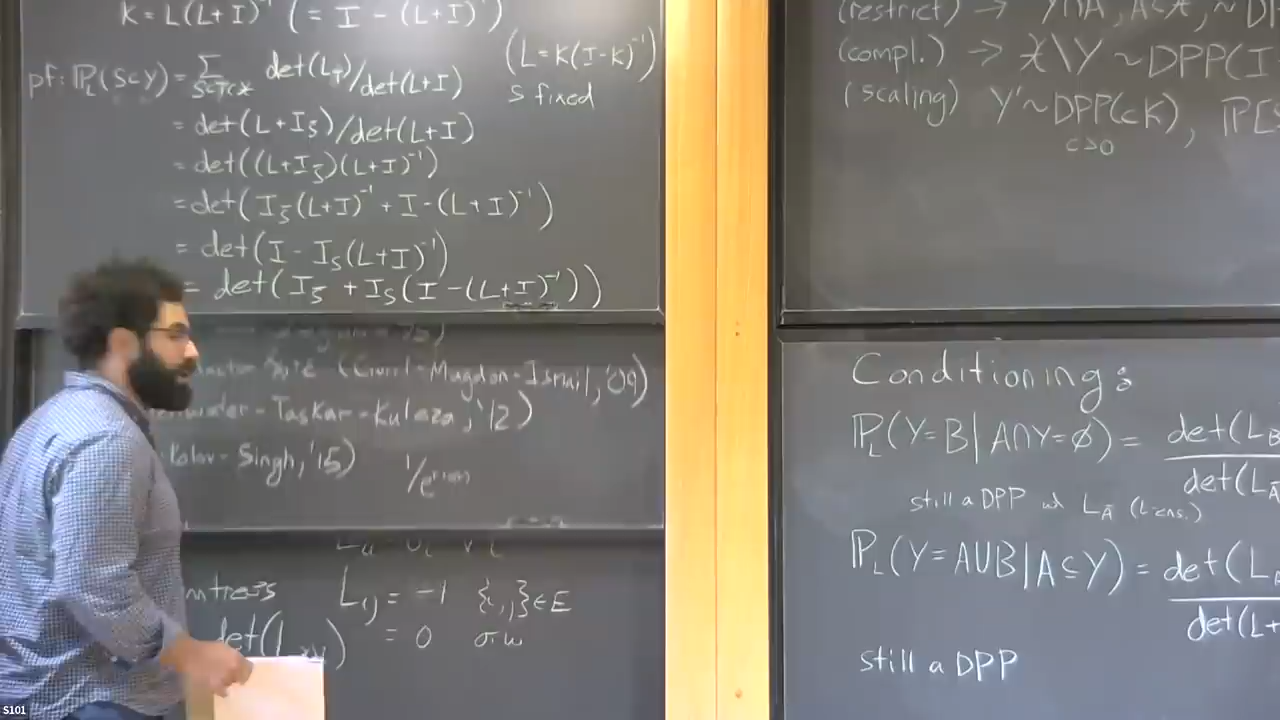 K = L(L+I)⁻¹ (= I - (L+I)⁻¹)
(L = K(I-K)⁻¹)
pf: ℙ_L(S⊆Y) = Σ_{S⊆T⊆X} det(L_T)/det(L+I)
S fixed
= det(L+I_S̄)/det(L+I)
= det((L+I_S̄)(L+I)⁻¹)
= det(I_S̄(L+I)⁻¹ + I-(L+I)⁻¹)
= det(I - I_S(L+I)⁻¹)
= det(I_S̄ + I_S(I-(L+I)⁻¹))
(Civril-Magdon-Ismail, '09)
-Taskar-Kulesza, '12)
-Singh, '15)
L_ij = -1 {i,j}∈E
= 0 o.w
det(L
(restrict) → Y∩A, A⊆X, ~ D
(compl.) → X\Y ~ DPP(I
(scaling) Y'~DPP(cK), ℙ[
c>0
Conditioning:
ℙ_L(Y=B|A∩Y=∅) = det(L_B
det(L_Ā
still a DPP w/ L_Ā (L-ens.)
ℙ_L(Y=A∪B|A⊆Y) = det(L_A
det(L+
still a DPP
S101